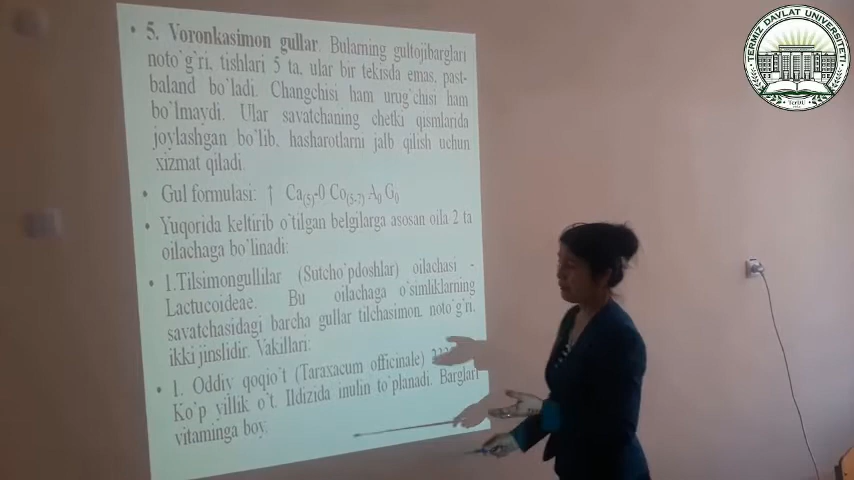 • 5. Voronkasimon gullar. Bularning gultojibarglari
noto`g`ri, tishlari 5 ta, ular bir tekisda emas, past-
baland bo`ladi. Changchisi ham urug`chisi ham
bo`lmaydi. Ular savatchaning chetki qismlarida
joylashgan bo`lib, hasharotlarni jalb qilish uchun
xizmat qiladi.
• Gul formulasi: ↑ Ca(5)-0 Co(5-7) A0 G0
• Yuqorida keltirib o`tilgan belgilarga asosan oila 2 ta
oilachaga bo`linadi:
• 1.Tilsimongullilar (Sutcho`pdoshlar) oilachasi -
Lactucoideae. Bu oilachaga o`simliklarning
savatchasidagi barcha gullar tilchasimon, noto`g`ri,
ikki jinslidir. Vakillari:
• 1. Oddiy qoqio`t (Taraxacum officinale)
Ko`p yillik o`t. Ildizida inulin to`planadi. Barglari
vitaminga boy.
TERMIZ DAVLAT UNIVERSITETI
TerDU